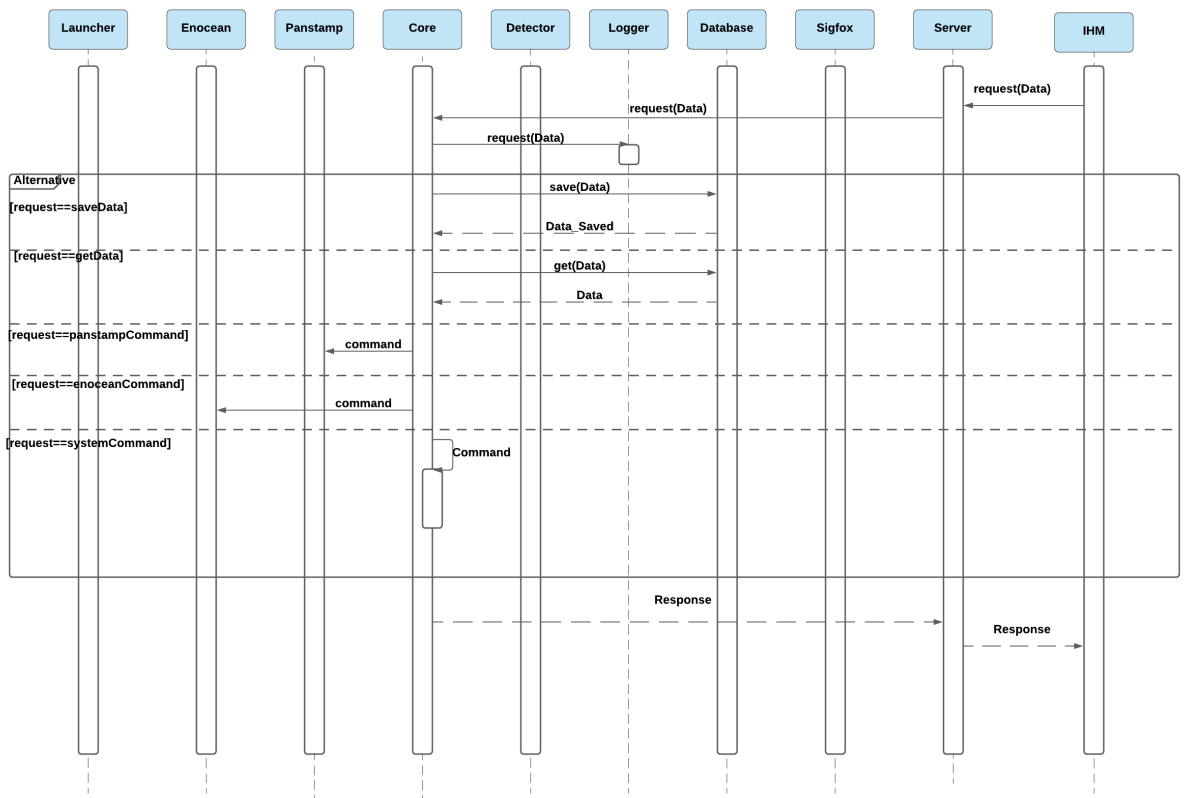 Launcher
Enocean
Panstamp
Core
Detector
Logger
Database
Sigfox
Server
IHM
request(Data)
request(Data)
request(Data)
Alternative
save(Data)
[request==saveData]
Data_Saved
[request==getData]
get(Data)
Data
[request==panstampCommand]
command
[request==enoceanCommand]
command
[request==systemCommand]
Command
Response
Response